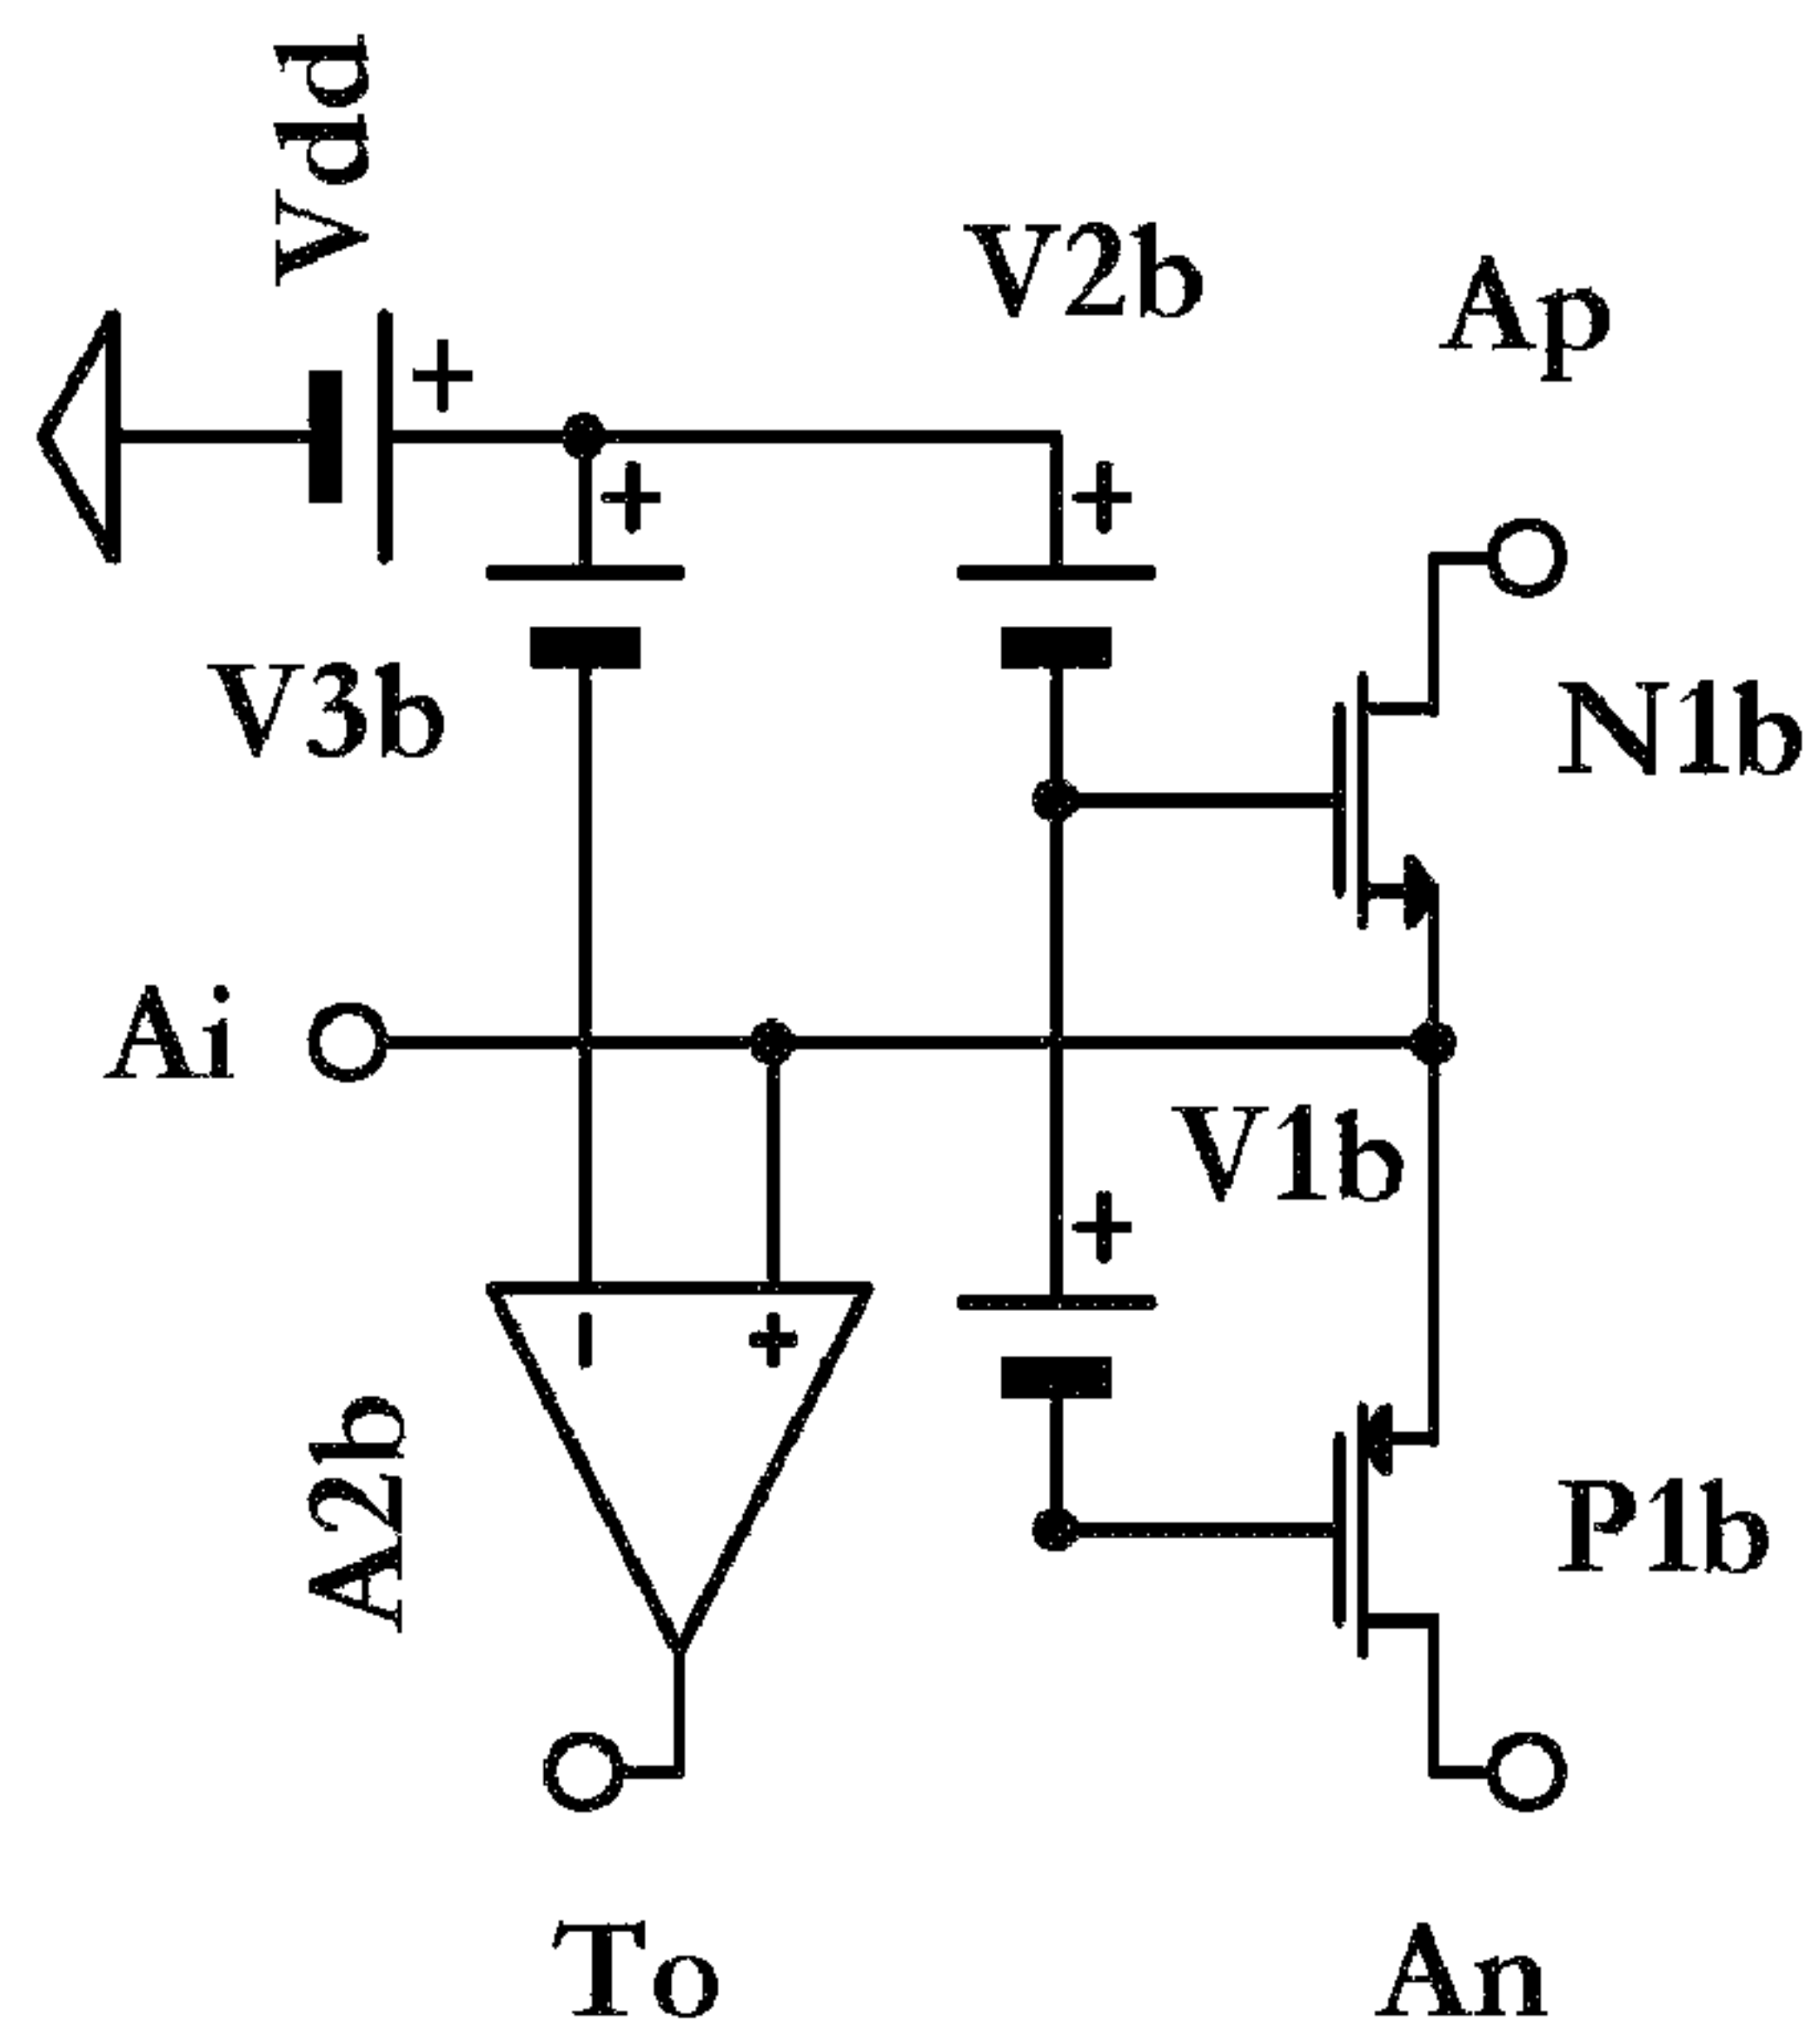 Vdd
V2b
Ap
+
+
+
V3b
N1b
Ai
V1b
+
− +
A2b
P1b
To
An